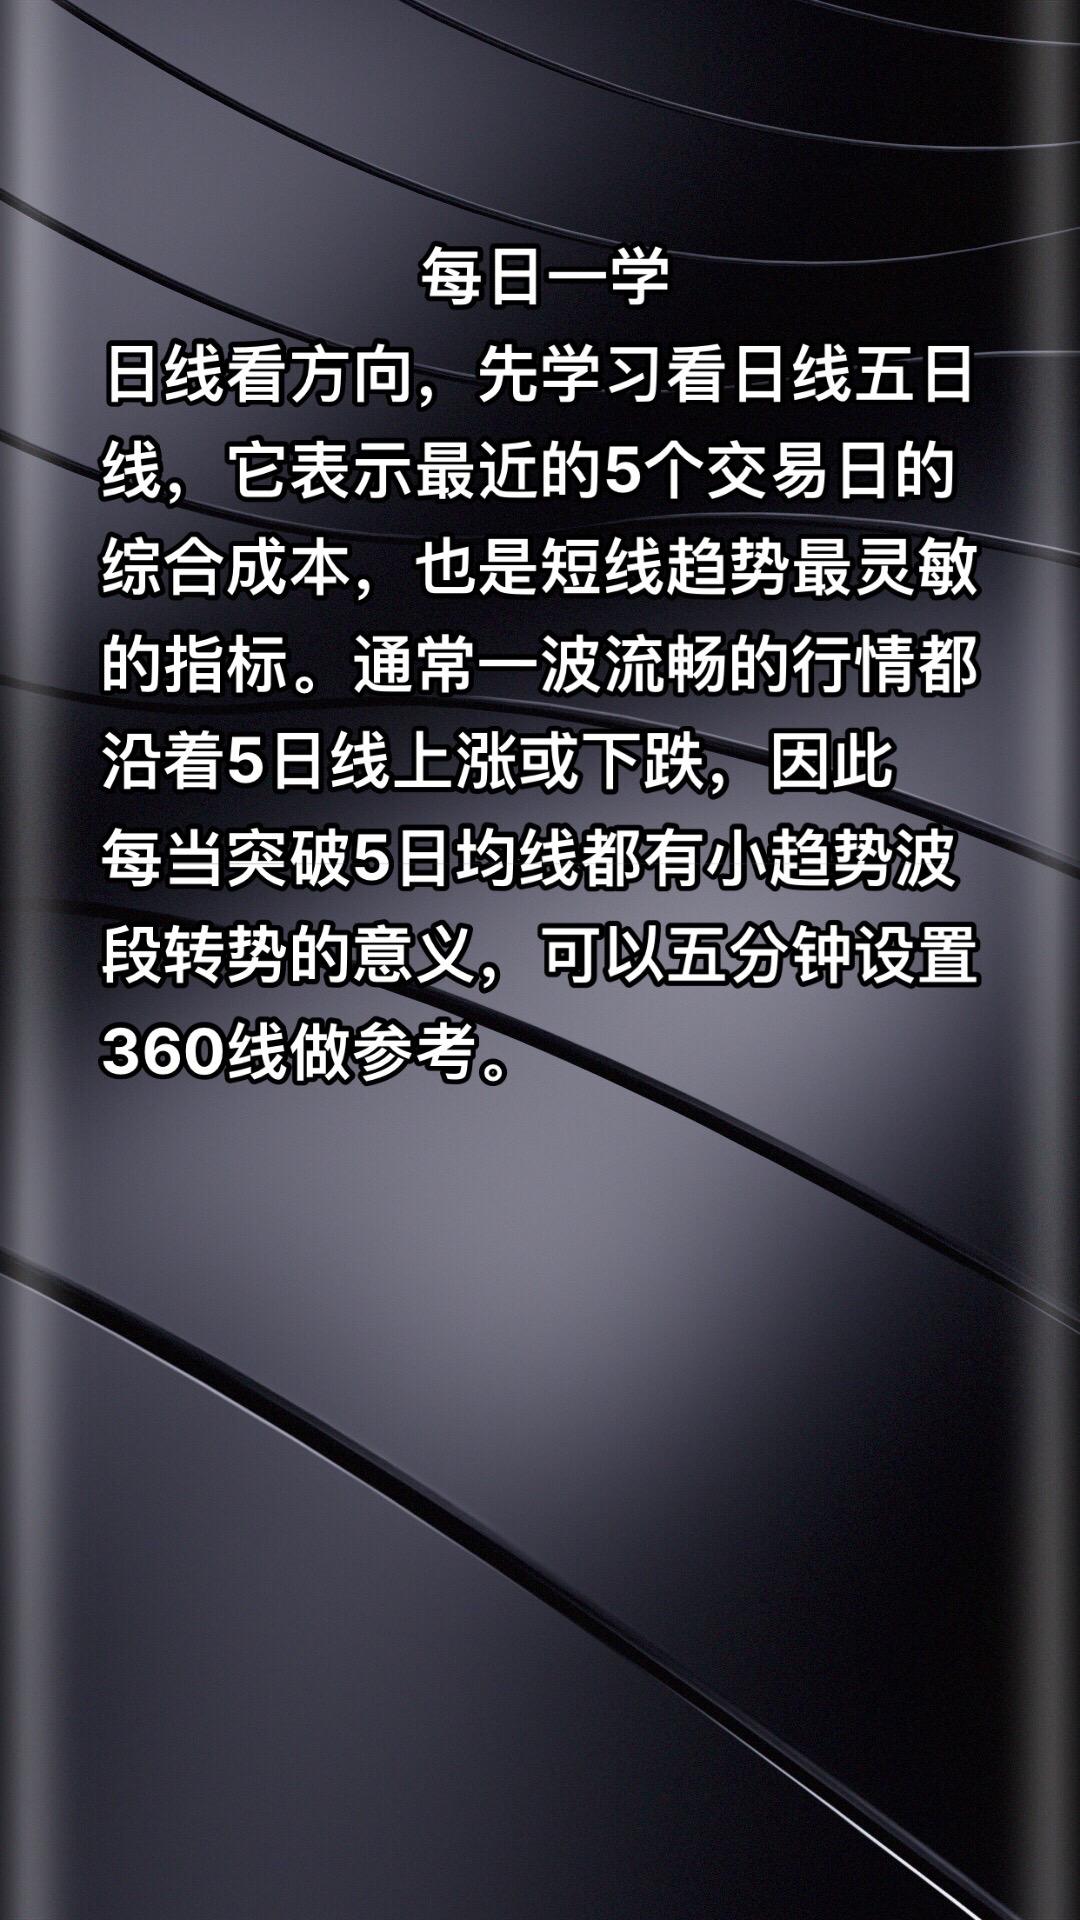 每日一学
日线看方向，先学习看日线五日
线，它表示最近的5个交易日的
综合成本，也是短线趋势最灵敏
的指标。通常一波流畅的行情都
沿着5日线上涨或下跌，因此
每当突破5日均线都有小趋势波
段转势的意义，可以五分钟设置
360线做参考。